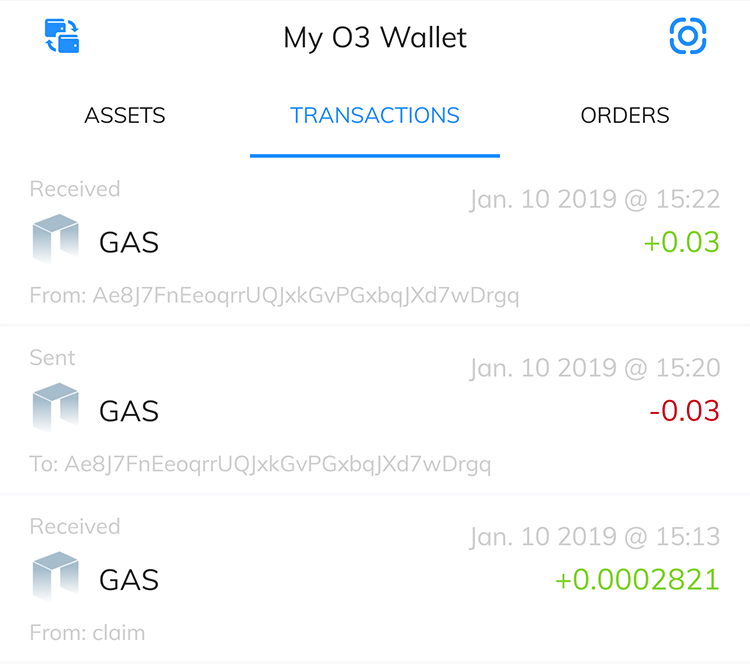 My O3 Wallet
ASSETS TRANSACTIONS ORDERS
Received
Jan. 10 2019 @ 15:22
GAS +0.03
From: Ae8J7FnEeoqrrUQJxkGvPGxbqJXd7wDrgq
Sent
Jan. 10 2019 @ 15:20
GAS -0.03
To: Ae8J7FnEeoqrrUQJxkGvPGxbqJXd7wDrgq
Received
Jan. 10 2019 @ 15:13
GAS +0.0002821
From: claim